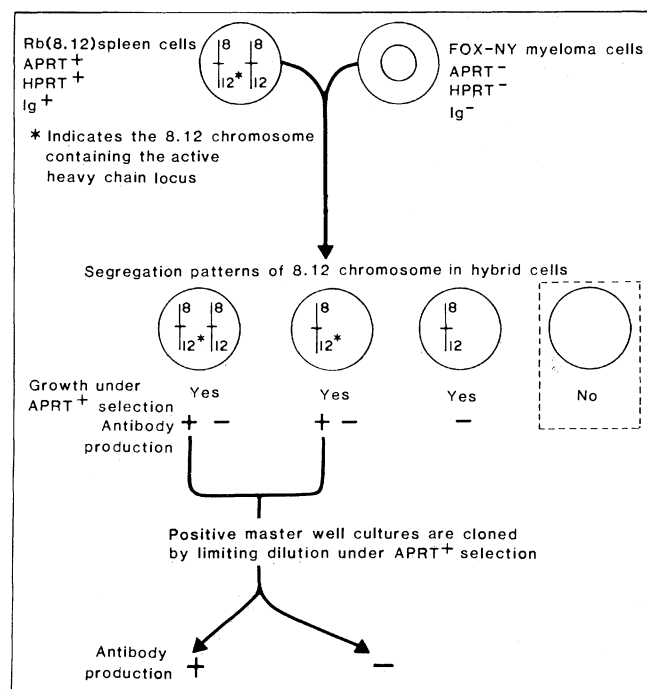 Rb(8.12)spleen cells
APRT+
HPRT+
Ig+
* Indicates the 8.12 chromosome
containing the active
heavy chain locus
8 8
12* 12
FOX-NY myeloma cells
APRT−
HPRT−
Ig−
Segregation patterns of 8.12 chromosome in hybrid cells
8 8
12* 12
8
12*
8
12
Growth under
APRT+ selection
Yes Yes Yes No
Antibody
production
+ − + − −
Positive master well cultures are cloned
by limiting dilution under APRT+ selection
Antibody
production
+ −